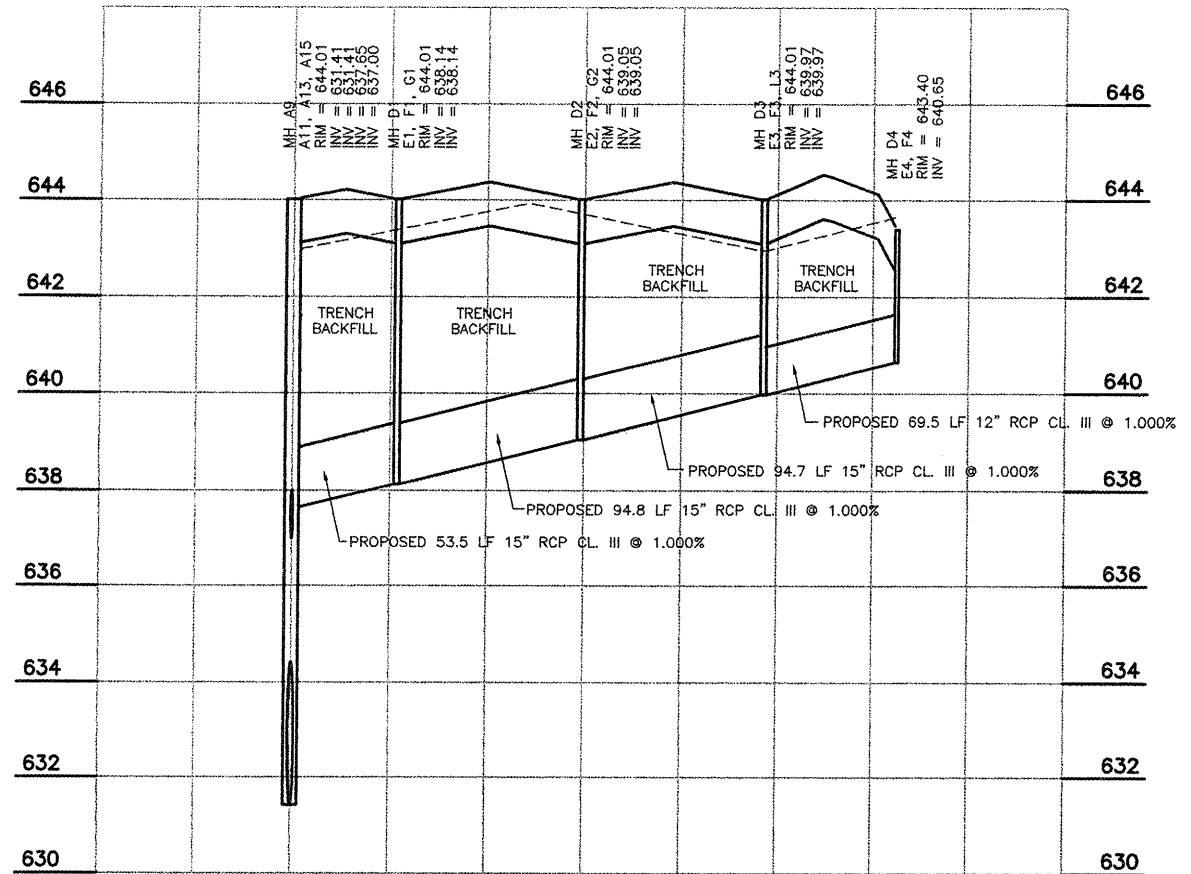 MH A9
A11, A13, A15
RIM = 644.01
INV = 631.41
INV = 631.41
INV = 637.65
INV = 637.00
MH D1
E1, F1, G1
RIM = 644.01
INV = 638.14
INV = 638.14
MH D2
E2, F2, G2
RIM = 644.01
INV = 639.05
INV = 639.05
MH D3
E3, F3, L3
RIM = 644.01
INV = 639.97
INV = 639.97
MH D4
E4, F4
RIM = 643.40
INV = 640.65
646 646
644 644
TRENCH
BACKFILL
TRENCH
BACKFILL
642 642
TRENCH
BACKFILL
TRENCH
BACKFILL
640 640
PROPOSED 69.5 LF 12" RCP CL. III @ 1.000%
PROPOSED 94.7 LF 15" RCP CL. III @ 1.000%
638 638
PROPOSED 94.8 LF 15" RCP CL. III @ 1.000%
PROPOSED 53.5 LF 15" RCP CL. III @ 1.000%
636 636
634 634
632 632
630 630